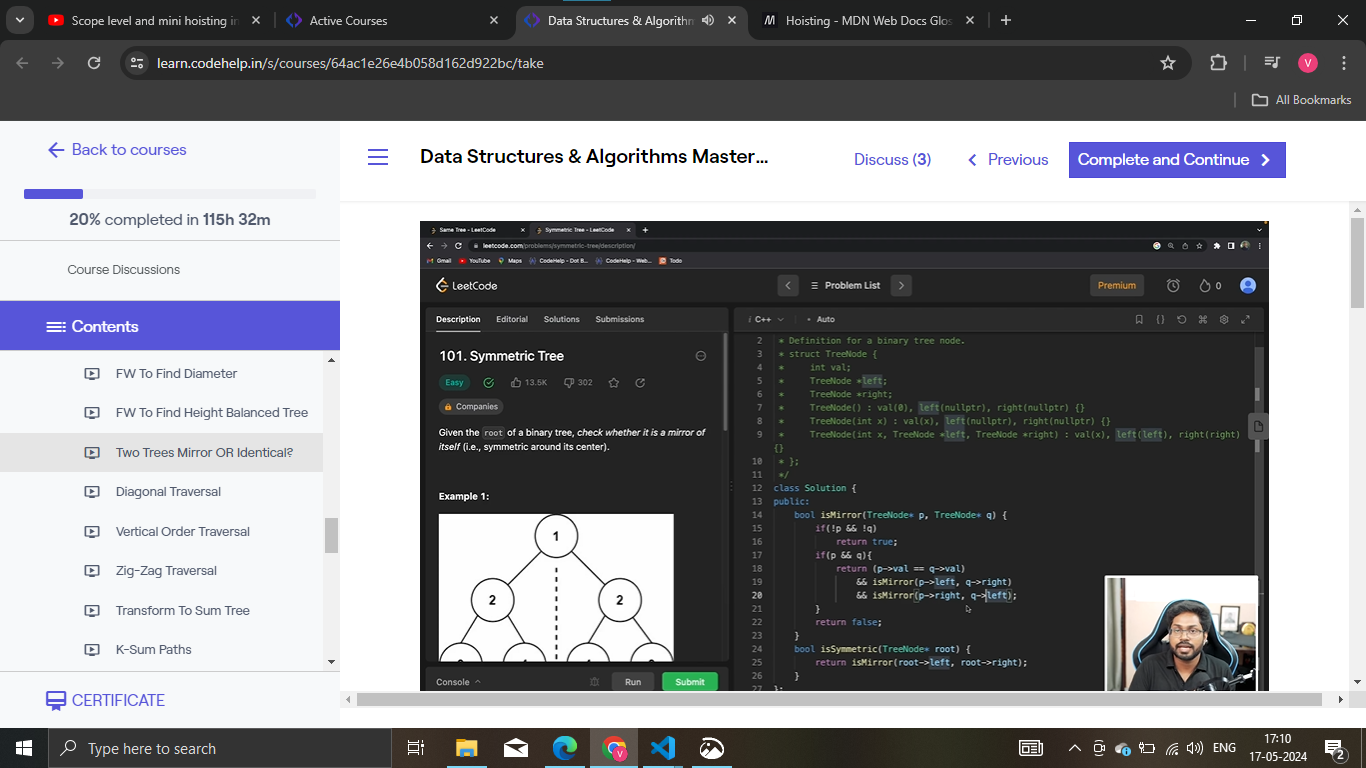 Scope level and mini hoisting in
Active Courses
Data Structures & Algorithm
Hoisting - MDN Web Docs Glos
learn.codehelp.in/s/courses/64ac1e26e4b058d162d922bc/take
V
All Bookmarks
Back to courses
20% completed in 115h 32m
Course Discussions
Contents
FW To Find Diameter
FW To Find Height Balanced Tree
Two Trees Mirror OR Identical?
Diagonal Traversal
Vertical Order Traversal
Zig-Zag Traversal
Transform To Sum Tree
K-Sum Paths
CERTIFICATE
Data Structures & Algorithms Master...
Discuss (3)
Previous
Complete and Continue
Same Tree - LeetCode
Symmetric Tree - LeetCode
leetcode.com/problems/symmetric-tree/description/
Gmail
YouTube
Maps
CodeHelp - Dot B...
CodeHelp - Web...
Todo
LeetCode
Problem List
Premium
0
Description
Editorial
Solutions
Submissions
101. Symmetric Tree
Easy
13.5K
302
Companies
Given the root of a binary tree, check whether it is a mirror of
itself (i.e., symmetric around its center).
Example 1:
1
2
2
Console
Run
Submit
i C++
Auto
2 * Definition for a binary tree node.
3 * struct TreeNode {
4 * int val;
5 * TreeNode *left;
6 * TreeNode *right;
7 * TreeNode() : val(0), left(nullptr), right(nullptr) {}
8 * TreeNode(int x) : val(x), left(nullptr), right(nullptr) {}
9 * TreeNode(int x, TreeNode *left, TreeNode *right) : val(x), left(left), right(right)
{}
10 * };
11 */
12 class Solution {
13 public:
14 bool isMirror(TreeNode* p, TreeNode* q) {
15 if(!p && !q)
16 return true;
17 if(p && q){
18 return (p->val == q->val)
19 && isMirror(p->left, q->right)
20 && isMirror(p->right, q->left);
21 }
22 return false;
23 }
24 bool isSymmetric(TreeNode* root) {
25 return isMirror(root->left, root->right);
26 }
27 };
Type here to search
V
ENG
17:10
17-05-2024
2